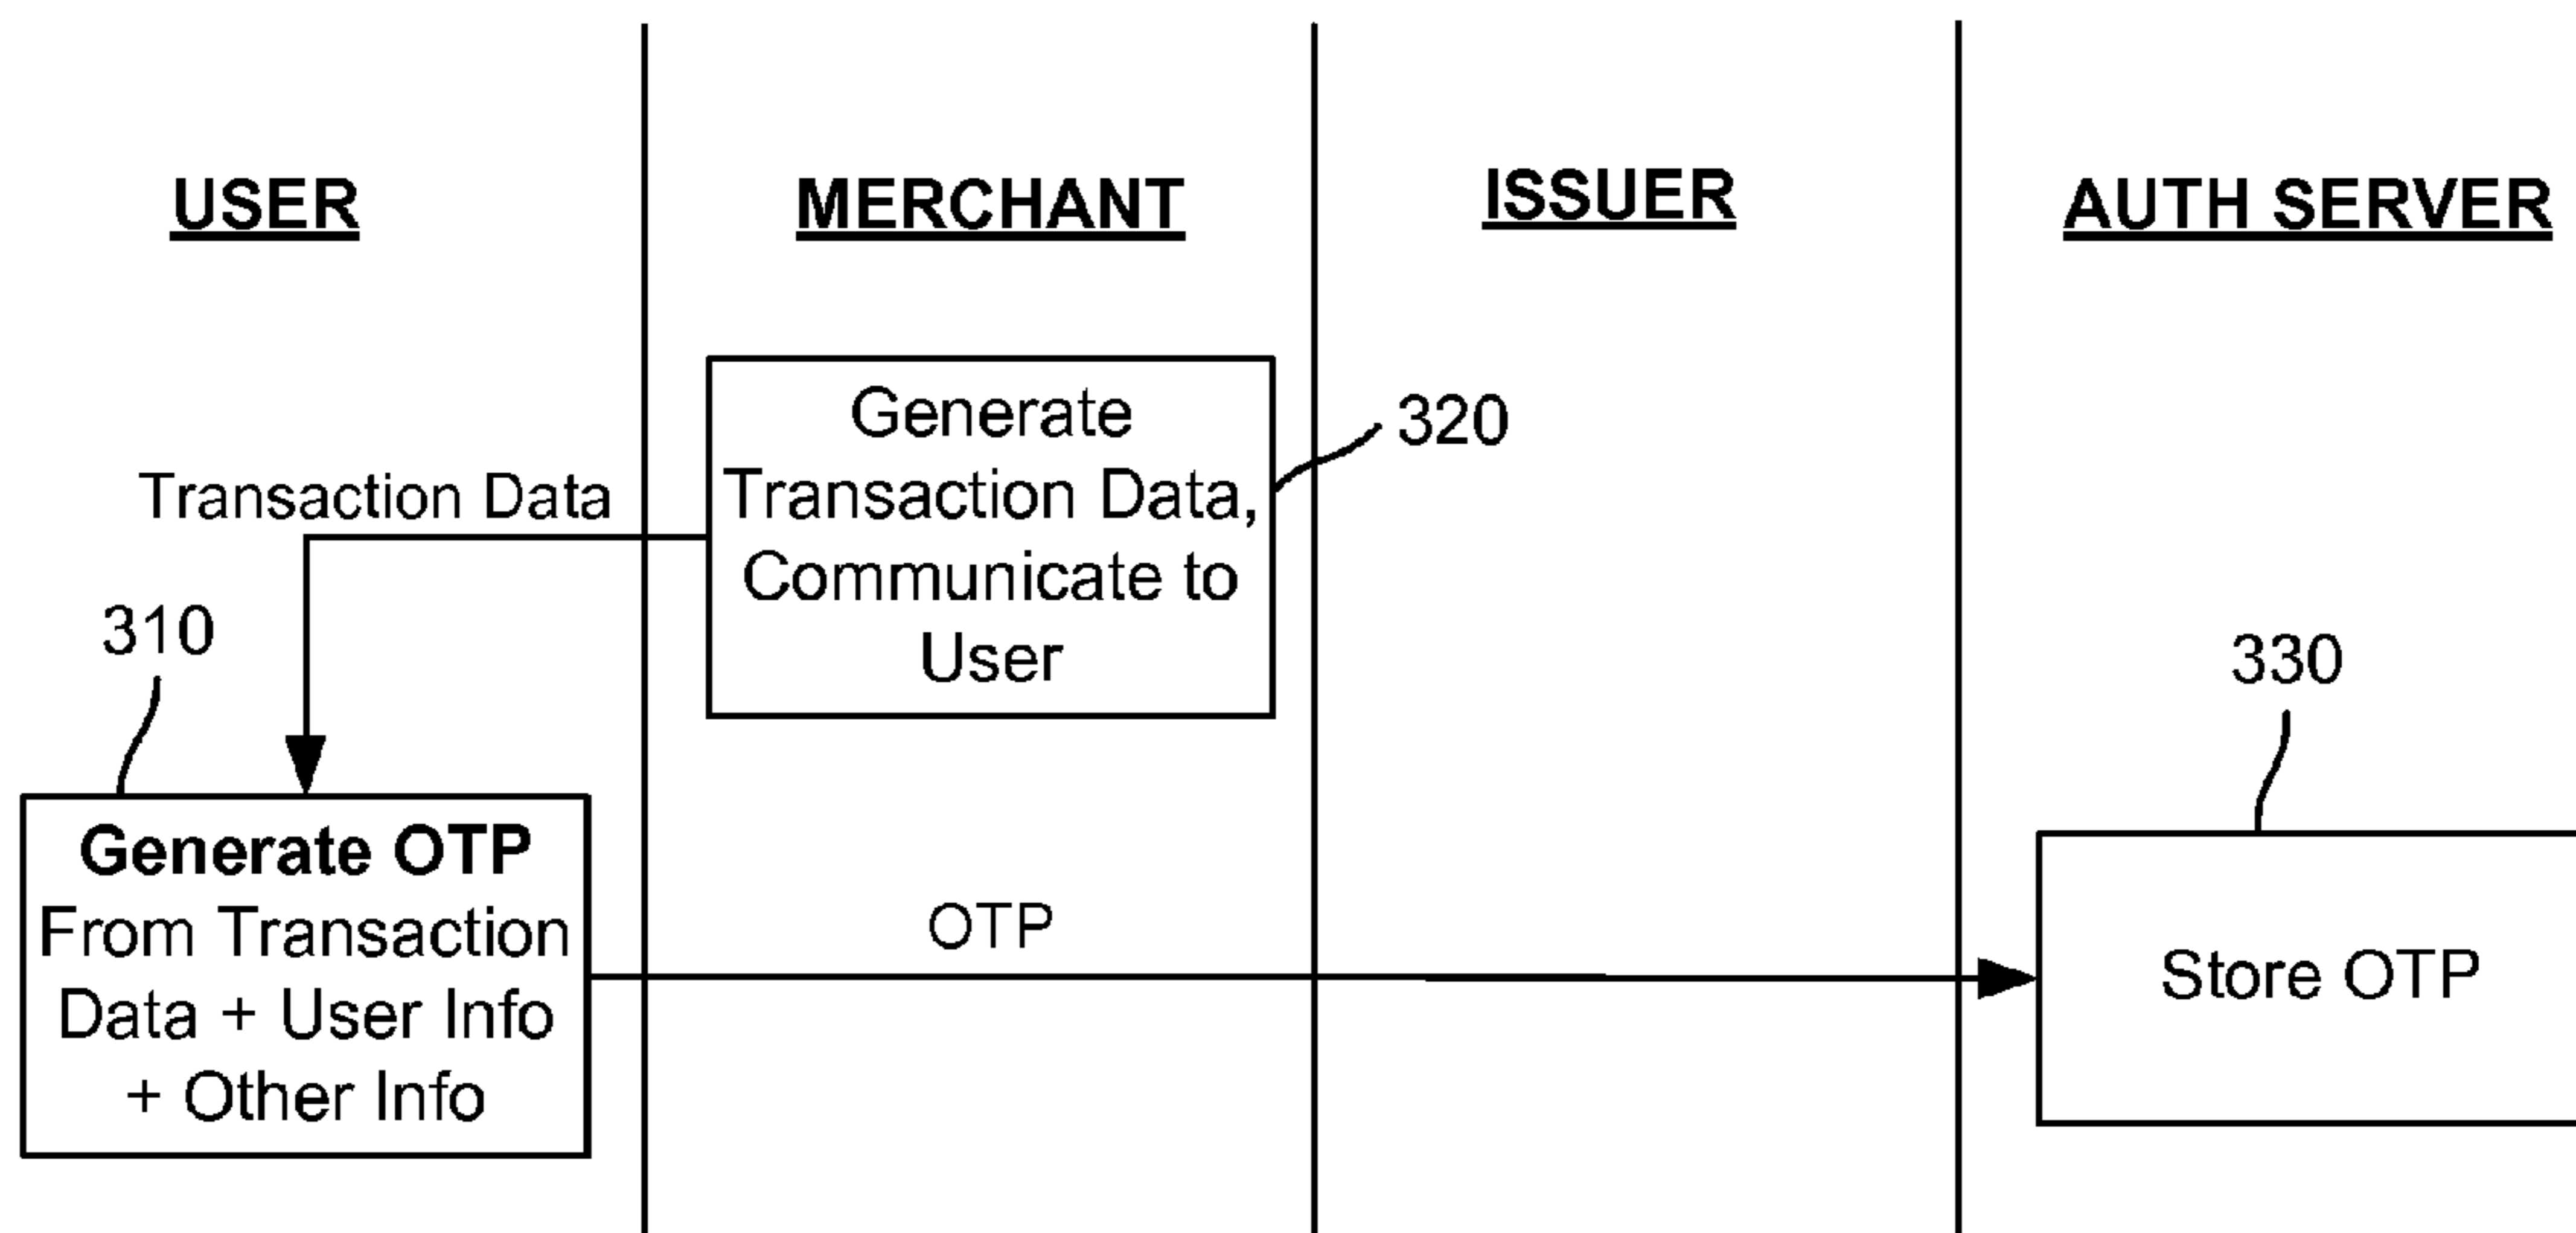 USER
MERCHANT
ISSUER
AUTH SERVER
Generate
Transaction Data,
Communicate to
User
320
Transaction Data
310
330
Generate OTP
From Transaction
Data + User Info
+ Other Info
OTP
Store OTP